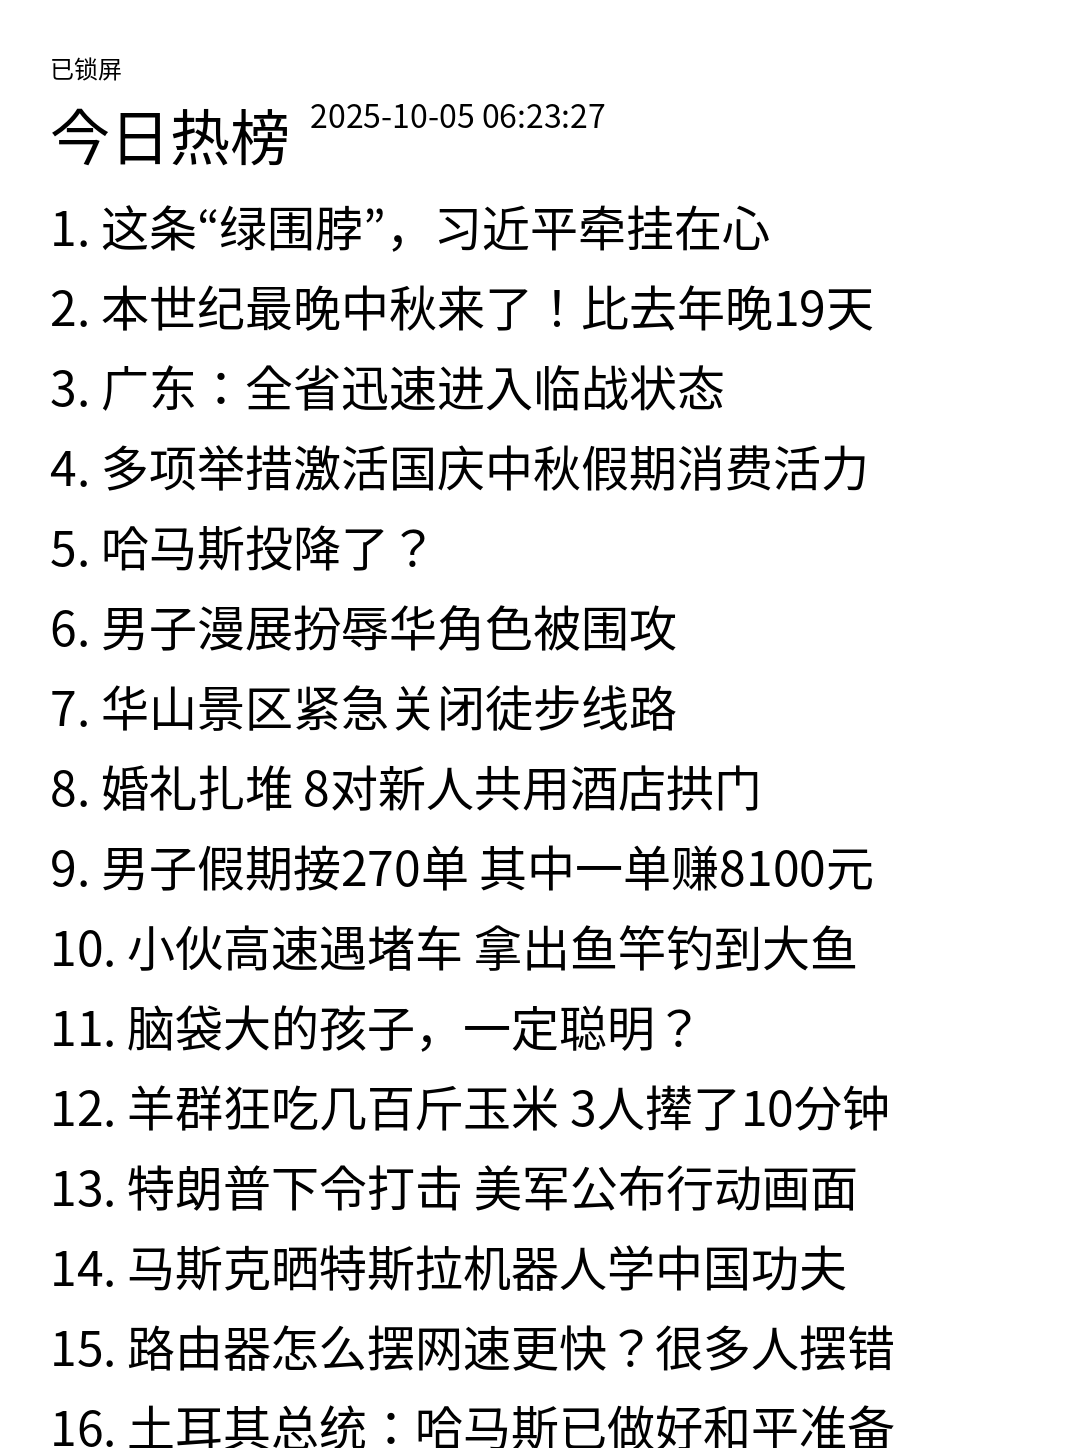 已锁屏
今日热榜 2025-10-05 06:23:27
1. 这条“绿围脖”，习近平牵挂在心
2. 本世纪最晚中秋来了！比去年晚19天
3. 广东：全省迅速进入临战状态
4. 多项举措激活国庆中秋假期消费活力
5. 哈马斯投降了？
6. 男子漫展扮辱华角色被围攻
7. 华山景区紧急关闭徒步线路
8. 婚礼扎堆 8对新人共用酒店拱门
9. 男子假期接270单 其中一单赚8100元
10. 小伙高速遇堵车 拿出鱼竿钓到大鱼
11. 脑袋大的孩子，一定聪明？
12. 羊群狂吃几百斤玉米 3人撵了10分钟
13. 特朗普下令打击 美军公布行动画面
14. 马斯克晒特斯拉机器人学中国功夫
15. 路由器怎么摆网速更快？很多人摆错
16. 土耳其总统：哈马斯已做好和平准备